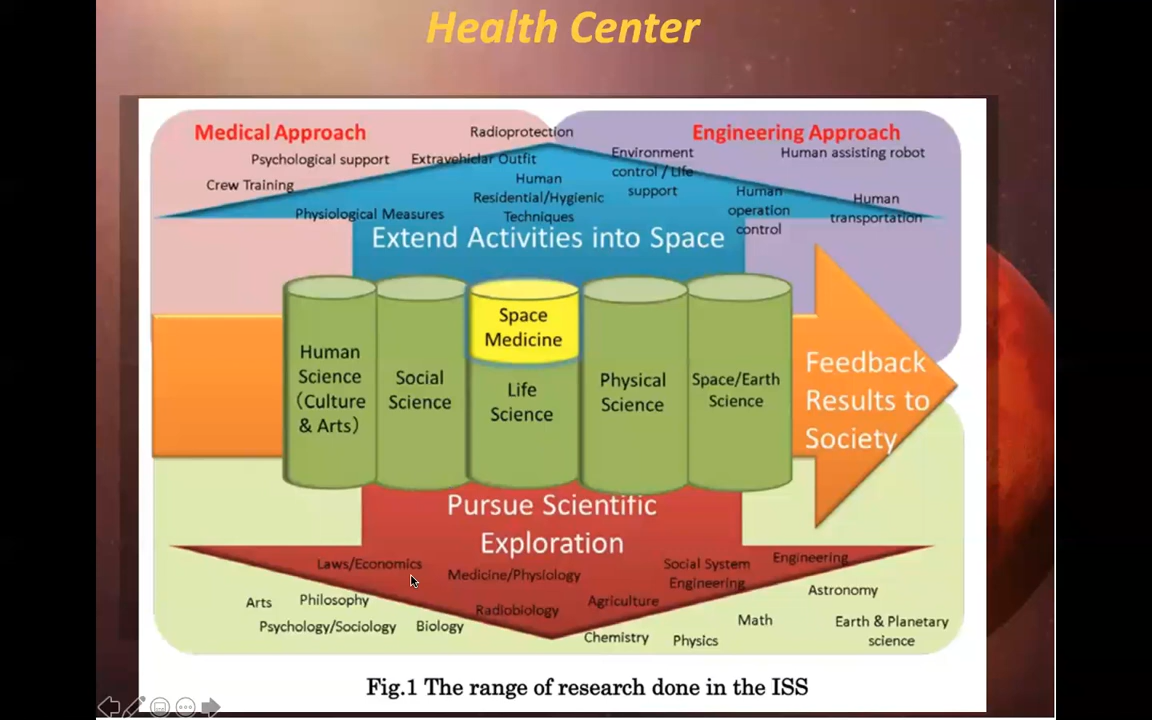 Health Center
Medical Approach
Radioprotection
Engineering Approach
Psychological support
Extravehiclar Outfit
Environment
control / Life
support
Human assisting robot
Crew Training
Human
Residential/Hygienic
Techniques
Human
operation
control
Human
transportation
Physiological Measures
Extend Activities into Space
Human
Science
(Culture
& Arts)
Social
Science
Space
Medicine
Life
Science
Physical
Science
Space/Earth
Science
Feedback
Results to
Society
Pursue Scientific
Exploration
Laws/Economics
Medicine/Physiology
Social System
Engineering
Engineering
Arts
Philosophy
Radiobiology
Agriculture
Astronomy
Psychology/Sociology
Biology
Chemistry
Physics
Math
Earth & Planetary
science
Fig.1 The range of research done in the ISS